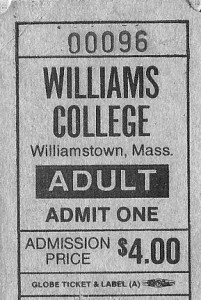 00096
WILLIAMS
COLLEGE
Williamstown, Mass.
ADULT
ADMIT ONE
ADMISSION
PRICE $4.00
GLOBE TICKET & LABEL (A)